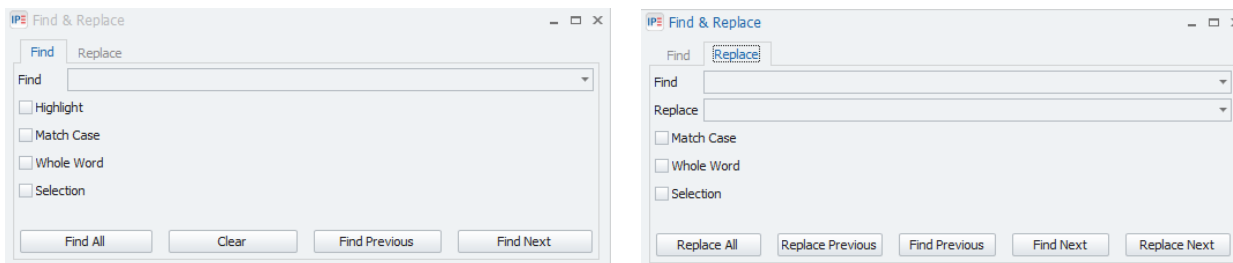 IPE Find & Replace
Find Replace
Find
Highlight
Match Case
Whole Word
Selection
Find All Clear Find Previous Find Next
IPE Find & Replace
Find Replace
Find
Replace
Match Case
Whole Word
Selection
Replace All Replace Previous Find Previous Find Next Replace Next